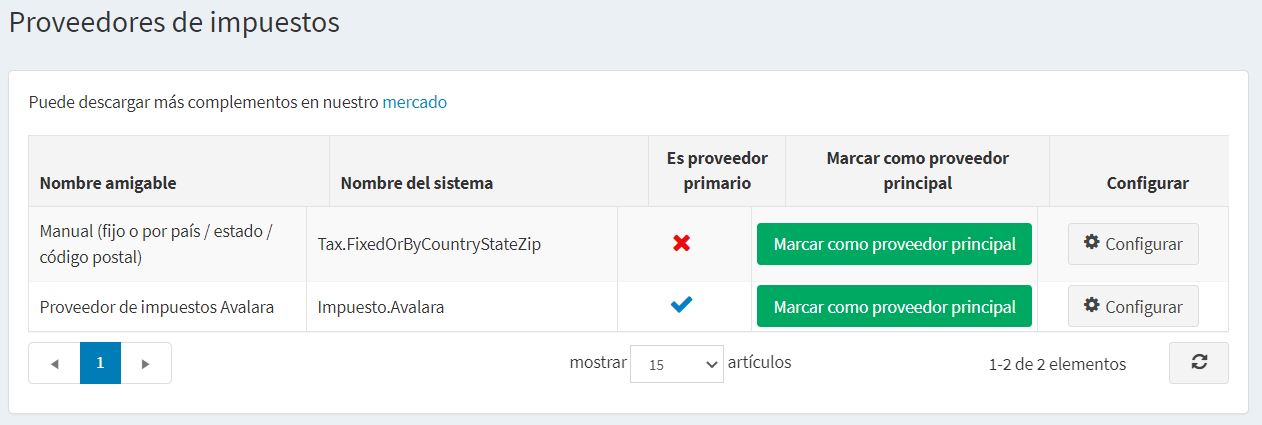 Proveedores de impuestos
Puede descargar más complementos en nuestro mercado
Es proveedor
Marcar como proveedor
Nombre amigable
Nombre del sistema
primario
principal
Configurar
Manual (fijo o por país / estado /
código postal)
Tax.FixedOrByCountryStateZip
Marcar como proveedor principal
Configurar
Proveedor de impuestos Avalara
Impuesto.Avalara
Marcar como proveedor principal
Configurar
1
mostrar 15 artículos
1-2 de 2 elementos